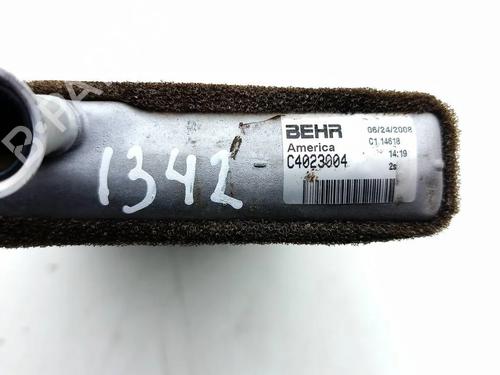 1342
BEHR
America
C4023004
06/24/2008
C1 14618
14:19
2s